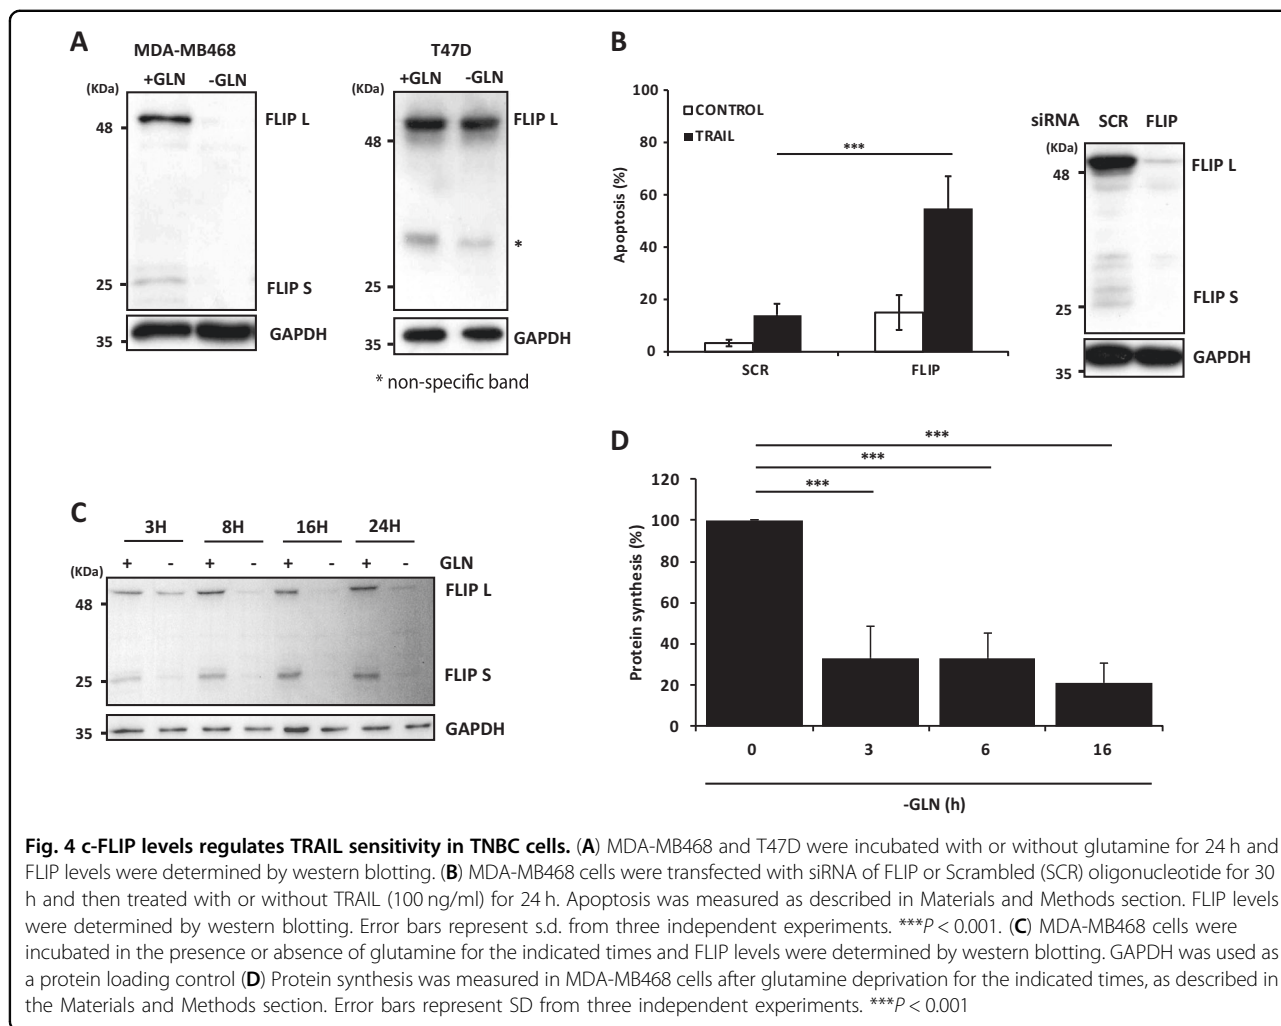 A
MDA-MB468
+GLN -GLN
(KDa)
48
FLIP L
25
FLIP S
35
GAPDH
T47D
+GLN -GLN
(KDa)
48
FLIP L
*
25
35
GAPDH
* non-specific band
B
100
80
60
40
20
0
Apoptosis (%)
CONTROL
TRAIL
***
SCR FLIP
siRNA SCR FLIP
(KDa)
48
FLIP L
25
FLIP S
35
GAPDH
C
3H 8H 16H 24H
+ - + - + - + - GLN
(KDa)
48
FLIP L
25
FLIP S
35
GAPDH
D
***
***
***
120
100
80
60
40
20
0
Protein synthesis (%)
0 3 6 16
-GLN (h)
Fig. 4 c-FLIP levels regulates TRAIL sensitivity in TNBC cells. (A) MDA-MB468 and T47D were incubated with or without glutamine for 24 h and
FLIP levels were determined by western blotting. (B) MDA-MB468 cells were transfected with siRNA of FLIP or Scrambled (SCR) oligonucleotide for 30
h and then treated with or without TRAIL (100 ng/ml) for 24 h. Apoptosis was measured as described in Materials and Methods section. FLIP levels
were determined by western blotting. Error bars represent s.d. from three independent experiments. ***P < 0.001. (C) MDA-MB468 cells were
incubated in the presence or absence of glutamine for the indicated times and FLIP levels were determined by western blotting. GAPDH was used as
a protein loading control (D) Protein synthesis was measured in MDA-MB468 cells after glutamine deprivation for the indicated times, as described in
the Materials and Methods section. Error bars represent SD from three independent experiments. ***P < 0.001